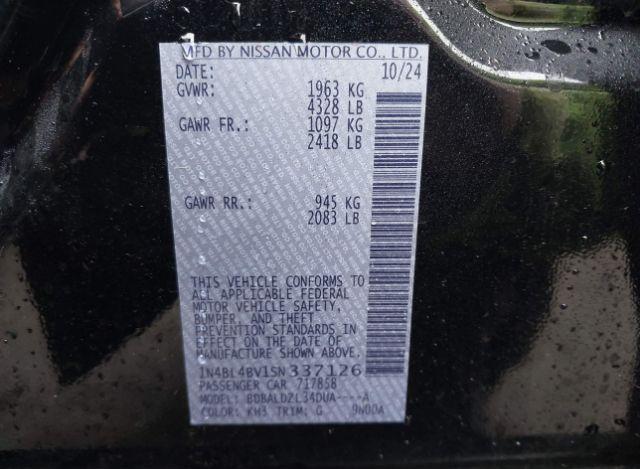 MFD BY NISSAN MOTOR CO., LTD.
DATE: 10/24
GVWR: 1963 KG
4328 LB
GAWR FR.: 1097 KG
2418 LB
GAWR RR.: 945 KG
2083 LB
THIS VEHICLE CONFORMS TO
ALL APPLICABLE FEDERAL
MOTOR VEHICLE SAFETY,
BUMPER, AND THEFT
PREVENTION STANDARDS IN
EFFECT ON THE DATE OF
MANUFACTURE SHOWN ABOVE.
1N4BL4BV1SN337126
PASSENGER CAR 717858
MODEL: BDBALDZL34DUA----A
COLOR: KH3 TRIM: G 9N00A